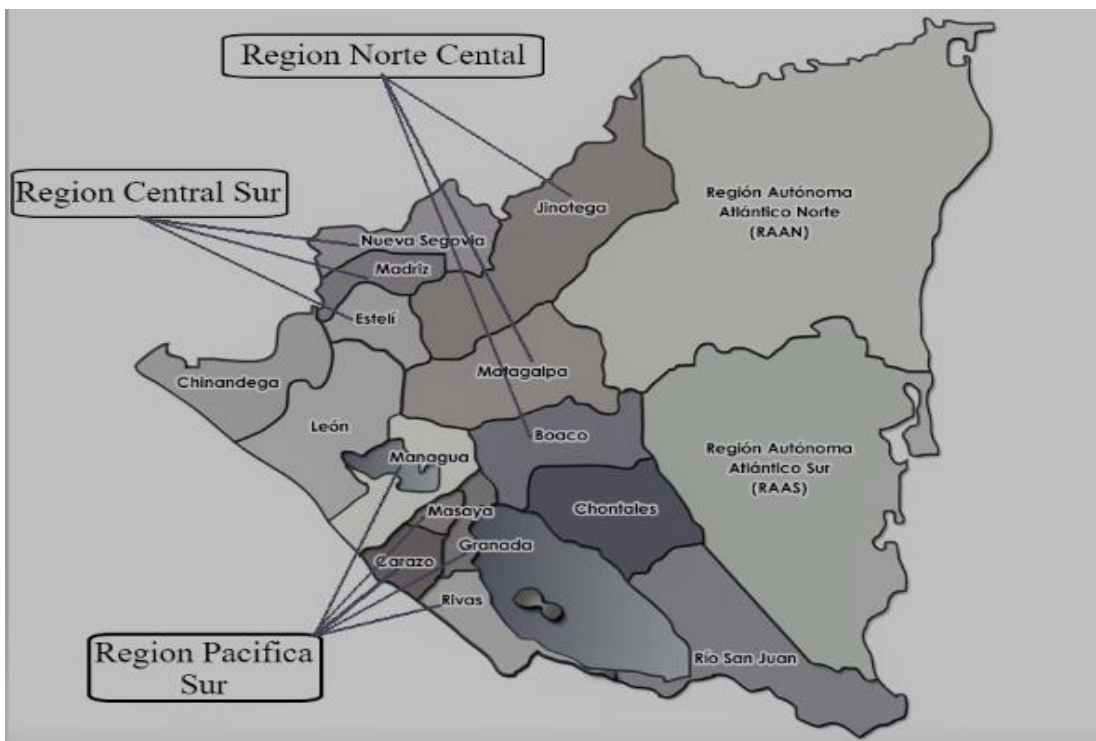 Region Norte Cental
Region Central Sur
Jinotega
Región Autónoma
Atlántico Norte
(RAAN)
Nueva Segovia
Madríz
Estelí
Chinandega
Matagalpa
León
Boaco
Managua
Región Autónoma
Atlántico Sur
(RAAS)
Masaya
Chontales
Granada
Carazo
Rivas
Region Pacifica
Sur
Río San Juan